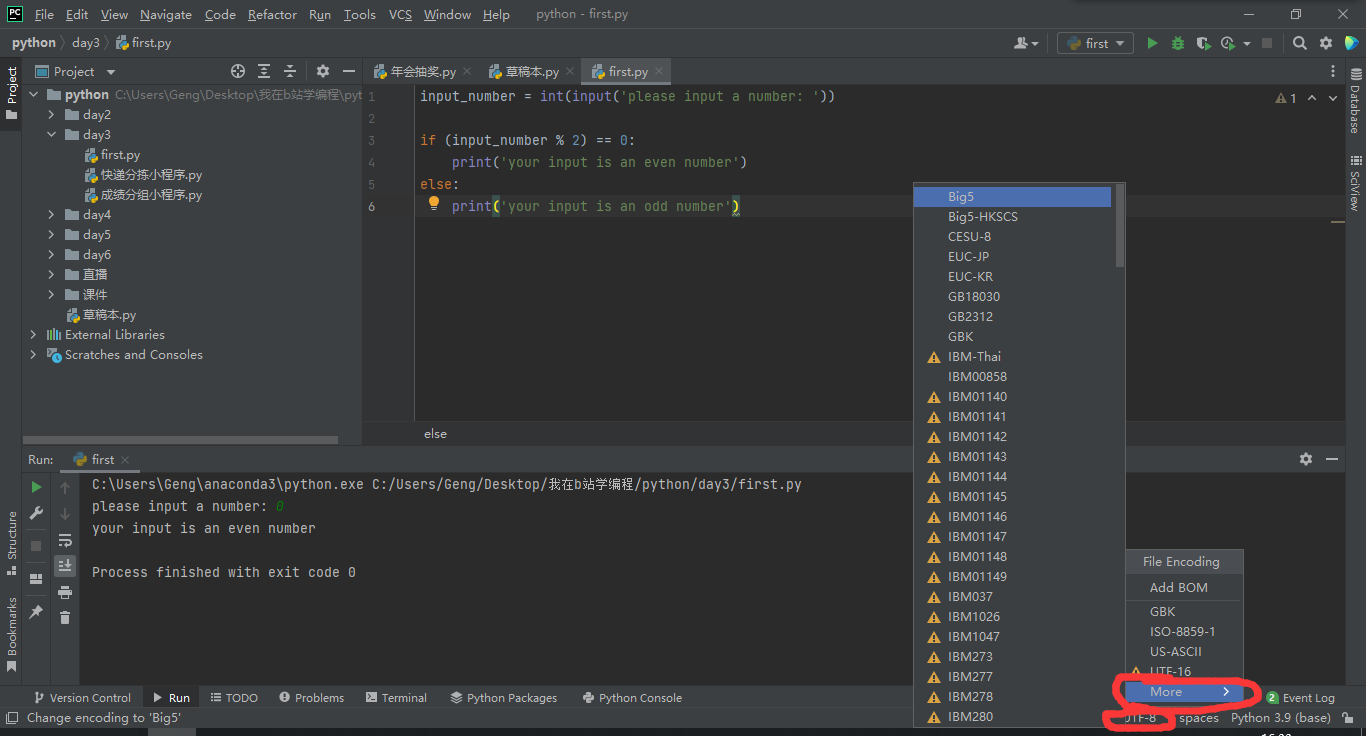 PC File Edit View Navigate Code Refactor Run Tools VCS Window Help python - first.py
python day3 first.py first
Project
Project
年会抽奖.py 草稿本.py first.py
python C:\Users\Geng\Desktop\我在b站学编程\pyt
day2
day3
first.py
快递分拣小程序.py
成绩分组小程序.py
day4
day5
day6
直播
课件
草稿本.py
External Libraries
Scratches and Consoles
1 input_number = int(input('please input a number: '))
2
3 if (input_number % 2) == 0:
4 print('your input is an even number')
5 else:
6 print('your input is an odd number')
1
else
Database
SciView
Big5
Big5-HKSCS
CESU-8
EUC-JP
EUC-KR
GB18030
GB2312
GBK
IBM-Thai
IBM00858
IBM01140
IBM01141
IBM01142
IBM01143
IBM01144
IBM01145
IBM01146
IBM01147
IBM01148
IBM01149
IBM037
IBM1026
IBM1047
IBM273
IBM277
IBM278
IBM280
File Encoding
Add BOM
GBK
ISO-8859-1
US-ASCII
UTF-16
More
Run: first
C:\Users\Geng\anaconda3\python.exe C:/Users/Geng/Desktop/我在b站学编程/python/day3/first.py
please input a number: 0
your input is an even number
Process finished with exit code 0
Structure
Bookmarks
Version Control Run TODO Problems Terminal Python Packages Python Console 2 Event Log
Change encoding to 'Big5' UTF-8 spaces Python 3.9 (base)